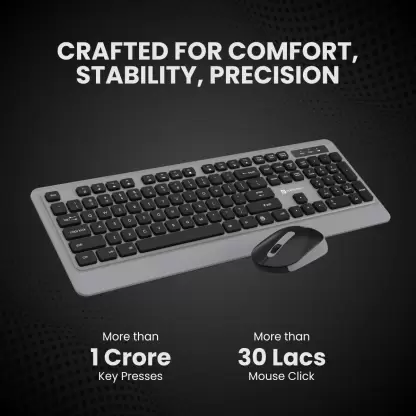 CRAFTED FOR COMFORT,
STABILITY, PRECISION
More than
1 Crore
Key Presses
More than
30 Lacs
Mouse Click